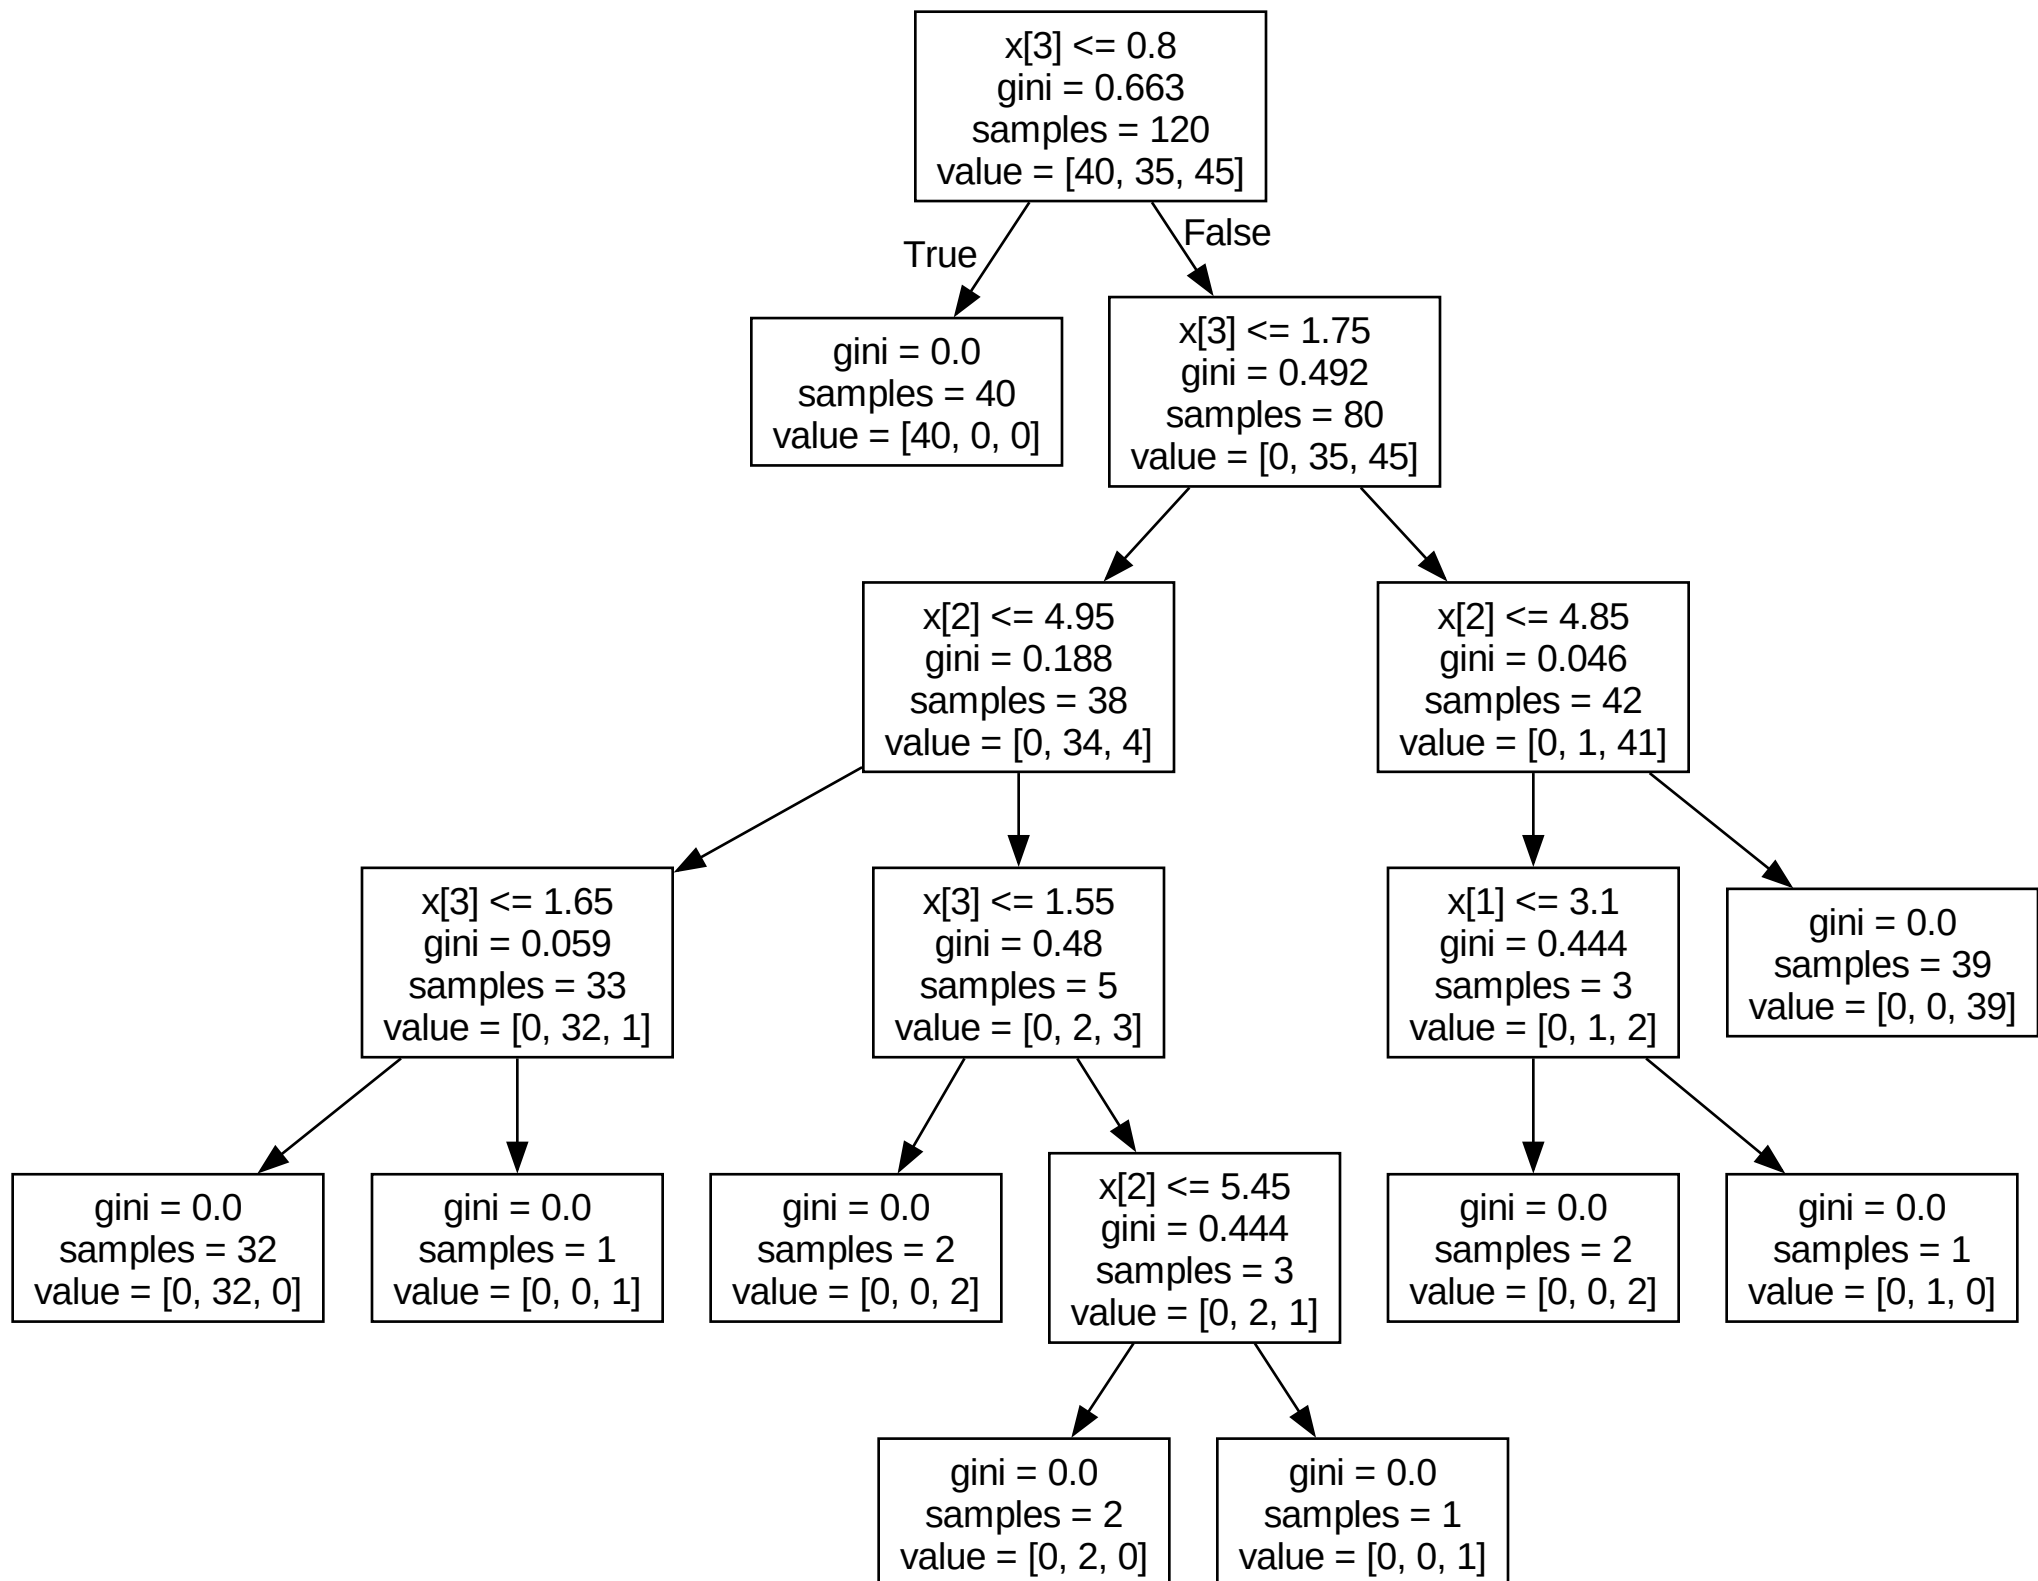 x[3] <= 0.8
gini = 0.663
samples = 120
value = [40, 35, 45]
True
False
gini = 0.0
samples = 40
value = [40, 0, 0]
x[3] <= 1.75
gini = 0.492
samples = 80
value = [0, 35, 45]
x[2] <= 4.95
gini = 0.188
samples = 38
value = [0, 34, 4]
x[2] <= 4.85
gini = 0.046
samples = 42
value = [0, 1, 41]
x[3] <= 1.65
gini = 0.059
samples = 33
value = [0, 32, 1]
x[3] <= 1.55
gini = 0.48
samples = 5
value = [0, 2, 3]
x[1] <= 3.1
gini = 0.444
samples = 3
value = [0, 1, 2]
gini = 0.0
samples = 39
value = [0, 0, 39]
gini = 0.0
samples = 32
value = [0, 32, 0]
gini = 0.0
samples = 1
value = [0, 0, 1]
gini = 0.0
samples = 2
value = [0, 0, 2]
x[2] <= 5.45
gini = 0.444
samples = 3
value = [0, 2, 1]
gini = 0.0
samples = 2
value = [0, 0, 2]
gini = 0.0
samples = 1
value = [0, 1, 0]
gini = 0.0
samples = 2
value = [0, 2, 0]
gini = 0.0
samples = 1
value = [0, 0, 1]